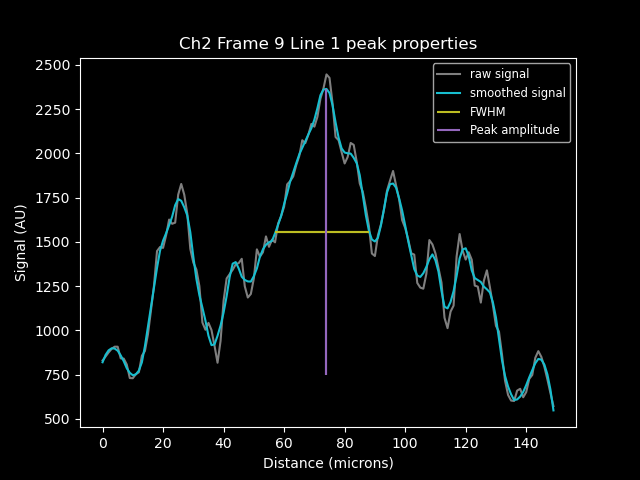 Ch2 Frame 9 Line 1 peak properties
raw signal
smoothed signal
FWHM
Peak amplitude
Signal (AU)
2500
2250
2000
1750
1500
1250
1000
750
500
0 20 40 60 80 100 120 140
Distance (microns)